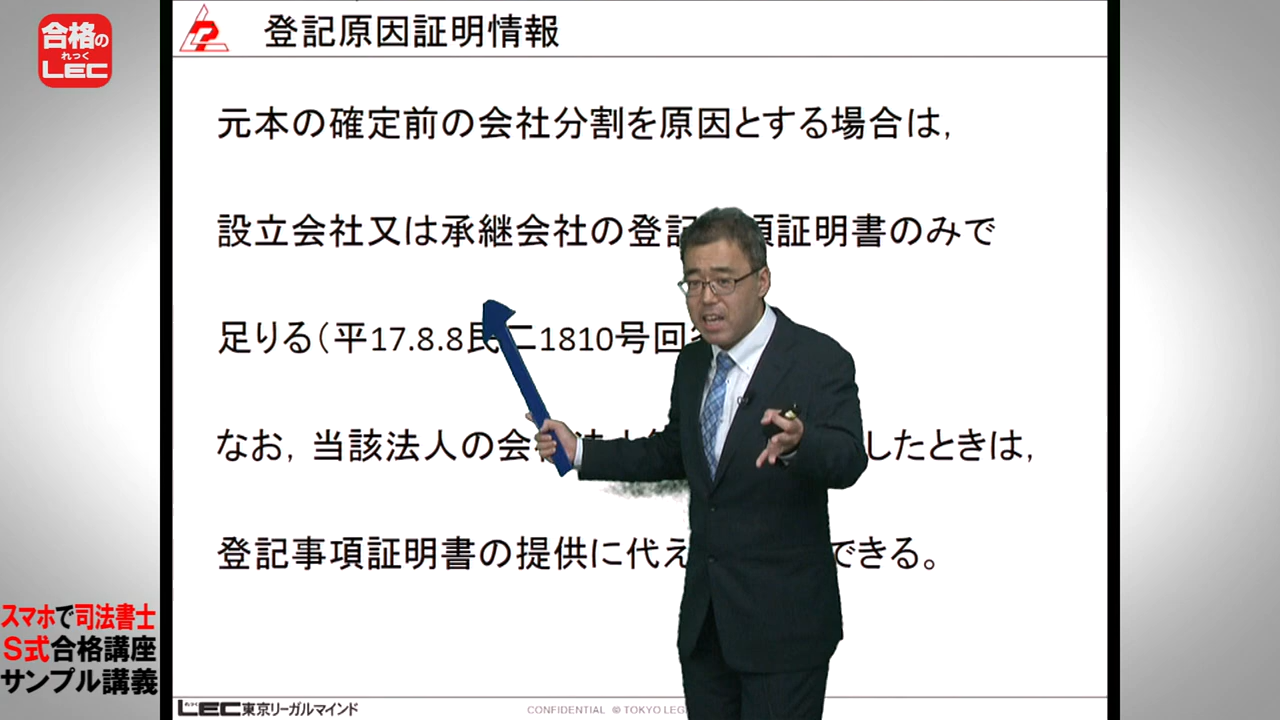 合格の
れっく
LEC
登記原因証明情報
元本の確定前の会社分割を原因とする場合は，
設立会社又は承継会社の登記 項証明書のみで
足りる（平17.8.8民二1810号回
なお，当該法人の会 したときは，
登記事項証明書の提供に代え できる。
スマホで司法書士
S式合格講座
サンプル講義
れっく
LEC東京リーガルマインド
CONFIDENTIAL © TOKYO LEG